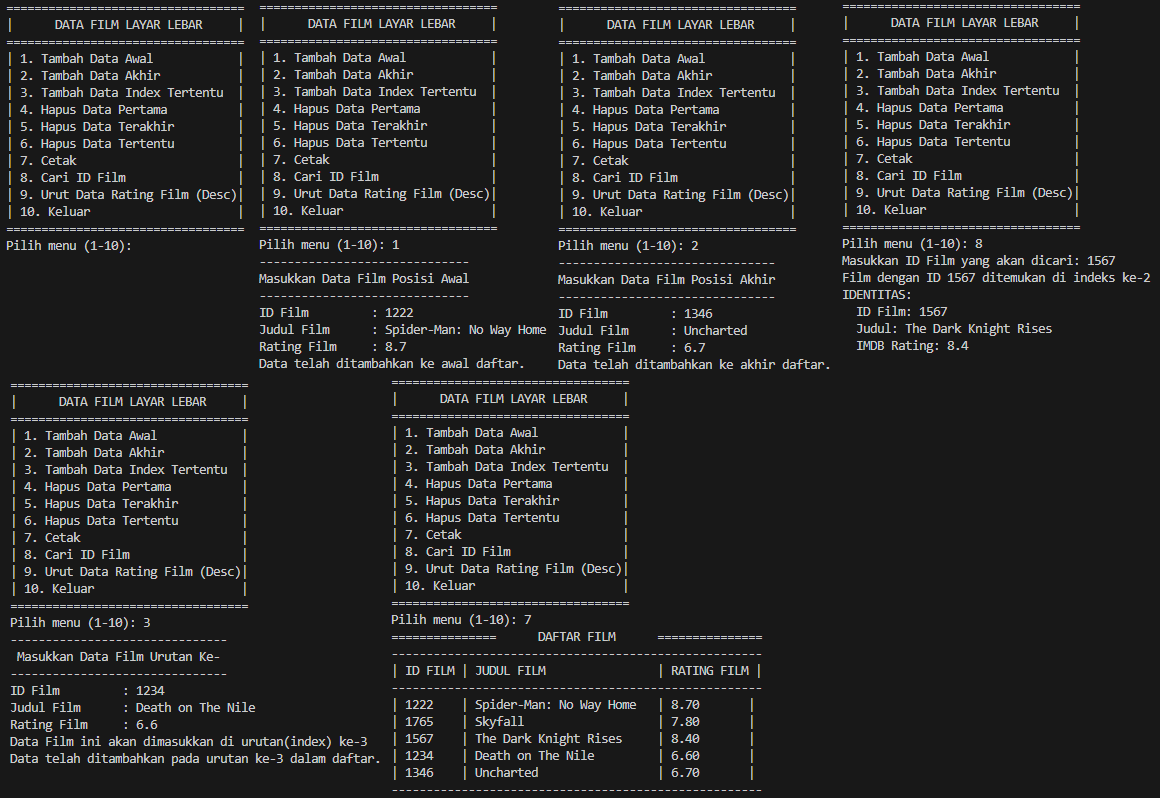 ==================================
|      DATA FILM LAYAR LEBAR     |
==================================
| 1. Tambah Data Awal            |
| 2. Tambah Data Akhir           |
| 3. Tambah Data Index Tertentu  |
| 4. Hapus Data Pertama          |
| 5. Hapus Data Terakhir         |
| 6. Hapus Data Tertentu         |
| 7. Cetak                       |
| 8. Cari ID Film                |
| 9. Urut Data Rating Film (Desc)|
| 10. Keluar                     |
==================================
Pilih menu (1-10):
==================================
|      DATA FILM LAYAR LEBAR     |
==================================
| 1. Tambah Data Awal            |
| 2. Tambah Data Akhir           |
| 3. Tambah Data Index Tertentu  |
| 4. Hapus Data Pertama          |
| 5. Hapus Data Terakhir         |
| 6. Hapus Data Tertentu         |
| 7. Cetak                       |
| 8. Cari ID Film                |
| 9. Urut Data Rating Film (Desc)|
| 10. Keluar                     |
==================================
Pilih menu (1-10): 1
------------------------------
Masukkan Data Film Posisi Awal
------------------------------
ID Film         : 1222
Judul Film      : Spider-Man: No Way Home
Rating Film     : 8.7
Data telah ditambahkan ke awal daftar.
==================================
|      DATA FILM LAYAR LEBAR     |
==================================
| 1. Tambah Data Awal            |
| 2. Tambah Data Akhir           |
| 3. Tambah Data Index Tertentu  |
| 4. Hapus Data Pertama          |
| 5. Hapus Data Terakhir         |
| 6. Hapus Data Tertentu         |
| 7. Cetak                       |
| 8. Cari ID Film                |
| 9. Urut Data Rating Film (Desc)|
| 10. Keluar                     |
==================================
Pilih menu (1-10): 2
-------------------------------
Masukkan Data Film Posisi Akhir
-------------------------------
ID Film         : 1346
Judul Film      : Uncharted
Rating Film     : 6.7
Data telah ditambahkan ke akhir daftar.
==================================
|      DATA FILM LAYAR LEBAR     |
==================================
| 1. Tambah Data Awal            |
| 2. Tambah Data Akhir           |
| 3. Tambah Data Index Tertentu  |
| 4. Hapus Data Pertama          |
| 5. Hapus Data Terakhir         |
| 6. Hapus Data Tertentu         |
| 7. Cetak                       |
| 8. Cari ID Film                |
| 9. Urut Data Rating Film (Desc)|
| 10. Keluar                     |
==================================
Pilih menu (1-10): 8
Masukkan ID Film yang akan dicari: 1567
Film dengan ID 1567 ditemukan di indeks ke-2
IDENTITAS:
  ID Film: 1567
  Judul: The Dark Knight Rises
  IMDB Rating: 8.4
==================================
|      DATA FILM LAYAR LEBAR     |
==================================
| 1. Tambah Data Awal            |
| 2. Tambah Data Akhir           |
| 3. Tambah Data Index Tertentu  |
| 4. Hapus Data Pertama          |
| 5. Hapus Data Terakhir         |
| 6. Hapus Data Tertentu         |
| 7. Cetak                       |
| 8. Cari ID Film                |
| 9. Urut Data Rating Film (Desc)|
| 10. Keluar                     |
==================================
Pilih menu (1-10): 3
-------------------------------
 Masukkan Data Film Urutan Ke-
-------------------------------
ID Film         : 1234
Judul Film      : Death on The Nile
Rating Film     : 6.6
Data Film ini akan dimasukkan di urutan(index) ke-3
Data telah ditambahkan pada urutan ke-3 dalam daftar.
==================================
|      DATA FILM LAYAR LEBAR     |
==================================
| 1. Tambah Data Awal            |
| 2. Tambah Data Akhir           |
| 3. Tambah Data Index Tertentu  |
| 4. Hapus Data Pertama          |
| 5. Hapus Data Terakhir         |
| 6. Hapus Data Tertentu         |
| 7. Cetak                       |
| 8. Cari ID Film                |
| 9. Urut Data Rating Film (Desc)|
| 10. Keluar                     |
==================================
Pilih menu (1-10): 7
===============      DAFTAR FILM      ===============
-----------------------------------------------------
| ID FILM | JUDUL FILM                | RATING FILM |
-----------------------------------------------------
| 1222    | Spider-Man: No Way Home   | 8.70       |
| 1765    | Skyfall                   | 7.80       |
| 1567    | The Dark Knight Rises     | 8.40       |
| 1234    | Death on The Nile         | 6.60       |
| 1346    | Uncharted                 | 6.70       |
-----------------------------------------------------